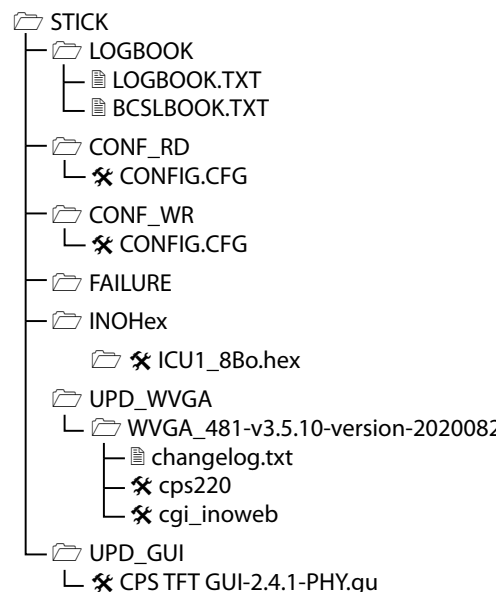 STICK
LOGBOOK
LOGBOOK.TXT
BCSLBOOK.TXT
CONF_RD
CONFIG.CFG
CONF_WR
CONFIG.CFG
FAILURE
INOHex
ICU1_8Bo.hex
UPD_WVGA
WVGA_481-v3.5.10-version-2020082
changelog.txt
cps220
cgi_inoweb
UPD_GUI
CPS TFT GUI-2.4.1-PHY.gu